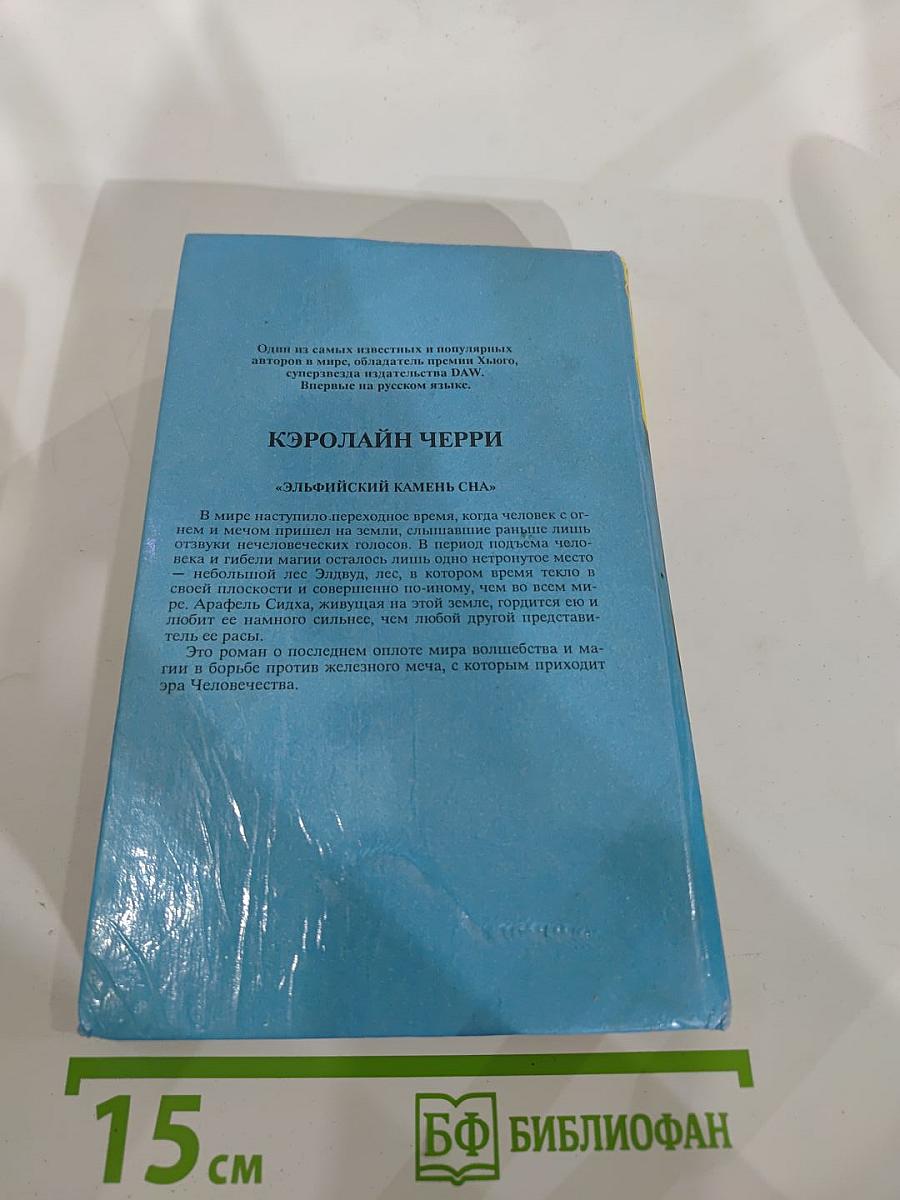 Один из самых известных и популярных
авторов в мире, обладатель премии Хьюго,
суперзвезда издательства DAW.
Впервые на русском языке.
КЭРОЛАЙН ЧЕРРИ
«ЭЛЬФИЙСКИЙ КАМЕНЬ СНА»
В мире наступило переходное время, когда человек с ог-
нем и мечом пришел на земли, слышавшие раньше лишь
отзвуки нечеловеческих голосов. В период подъема чело-
века и гибели магии осталось лишь одно нетронутое место
— небольшой лес Элдвуд, лес, в котором время текло в
своей плоскости и совершенно по-иному, чем во всем ми-
ре. Арафель Сидха, живущая на этой земле, гордится ею и
любит ее намного сильнее, чем любой другой представи-
тель ее расы.
Это роман о последнем оплоте мира волшебства и ма-
гии в борьбе против железного меча, с которым приходит
эра Человечества.
15 см
БФ БИБЛИОФАН